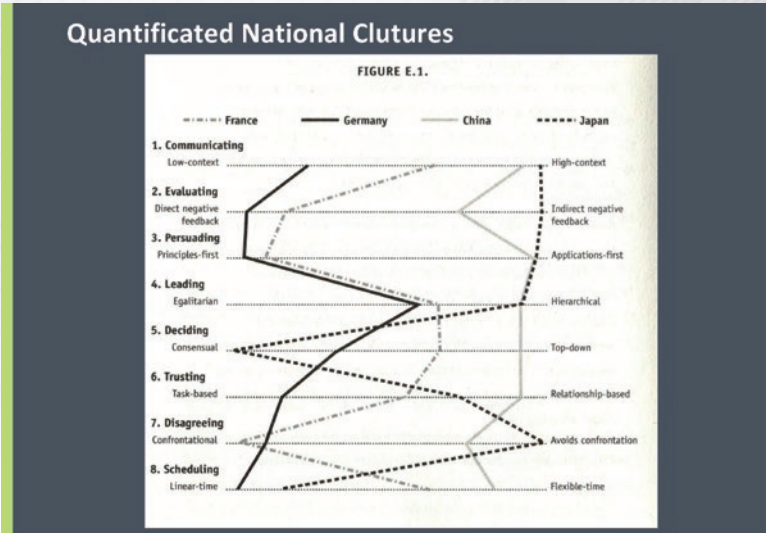 Quantificated National Clutures
FIGURE E.1.
France Germany China Japan
1. Communicating
Low-context High-context
2. Evaluating
Direct negative feedback Indirect negative feedback
3. Persuading
Principles-first Applications-first
4. Leading
Egalitarian Hierarchical
5. Deciding
Consensual Top-down
6. Trusting
Task-based Relationship-based
7. Disagreeing
Confrontational Avoids confrontation
8. Scheduling
Linear-time Flexible-time